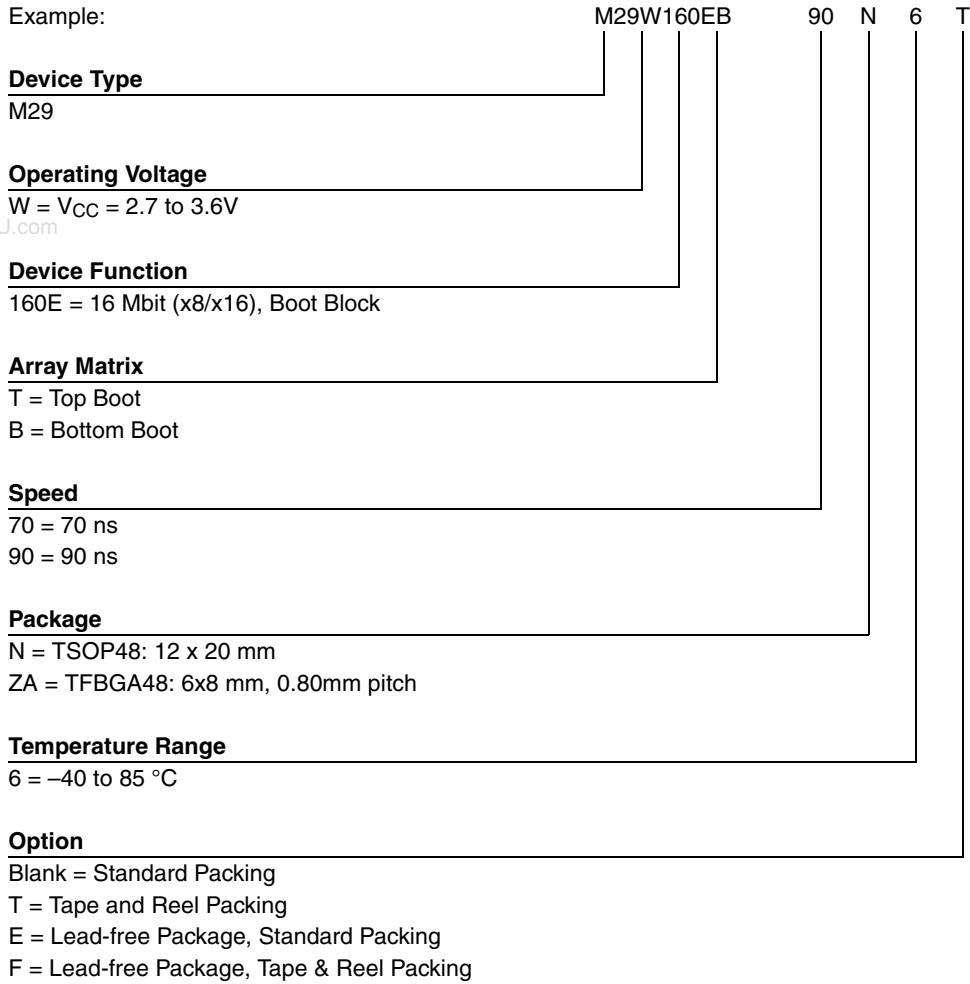 Example: M29W160EB 90 N 6 T
Device Type
M29
Operating Voltage
W = VCC = 2.7 to 3.6V
J.com
Device Function
160E = 16 Mbit (x8/x16), Boot Block
Array Matrix
T = Top Boot
B = Bottom Boot
Speed
70 = 70 ns
90 = 90 ns
Package
N = TSOP48: 12 x 20 mm
ZA = TFBGA48: 6x8 mm, 0.80mm pitch
Temperature Range
6 = –40 to 85 °C
Option
Blank = Standard Packing
T = Tape and Reel Packing
E = Lead-free Package, Standard Packing
F = Lead-free Package, Tape & Reel Packing